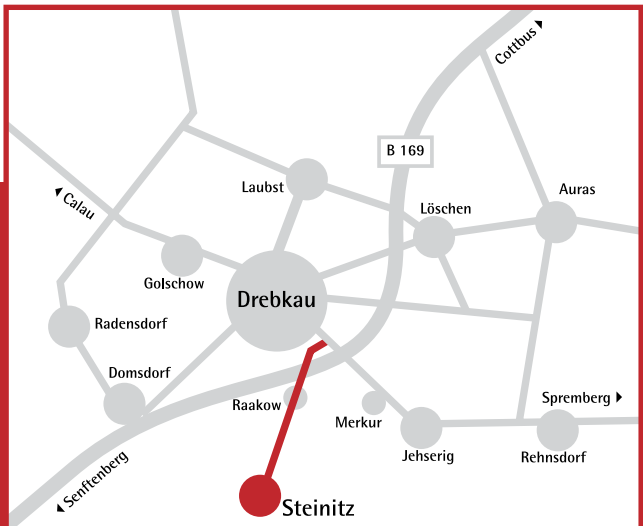 Cottbus
B 169
Laubst
Auras
Calau
Löschen
Golschow
Drebkau
Radensdorf
Domsdorf
Raakow
Merkur
Spremberg
Jehserig
Rehnsdorf
Senftenberg
Steinitz